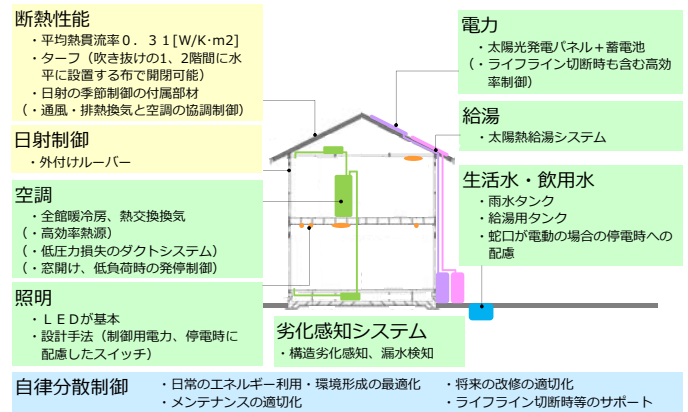 断熱性能
・平均熱貫流率０．３１[W/K·m2]
・ターフ（吹き抜けの1、2階間に水
平に設置する布で開閉可能）
・日射の季節制御の付属部材
（・通風・排熱換気と空調の協調制御）
日射制御
・外付けルーバー
空調
・全館暖冷房、熱交換換気
（・高効率熱源）
（・低圧力損失のダクトシステム）
（・窓開け、低負荷時の発停制御）
照明
・ＬＥＤが基本
・設計手法（制御用電力、停電時に
配慮したスイッチ）
電力
・太陽光発電パネル＋蓄電池
（・ライフライン切断時も含む高効
率制御）
給湯
・太陽熱給湯システム
生活水・飲用水
・雨水タンク
・給湯用タンク
・蛇口が電動の場合の停電時への
配慮
劣化感知システム
・構造劣化感知、漏水検知
自律分散制御
・日常のエネルギー利用・環境形成の最適化
・メンテナンスの適切化
・将来の改修の適切化
・ライフライン切断時等のサポート